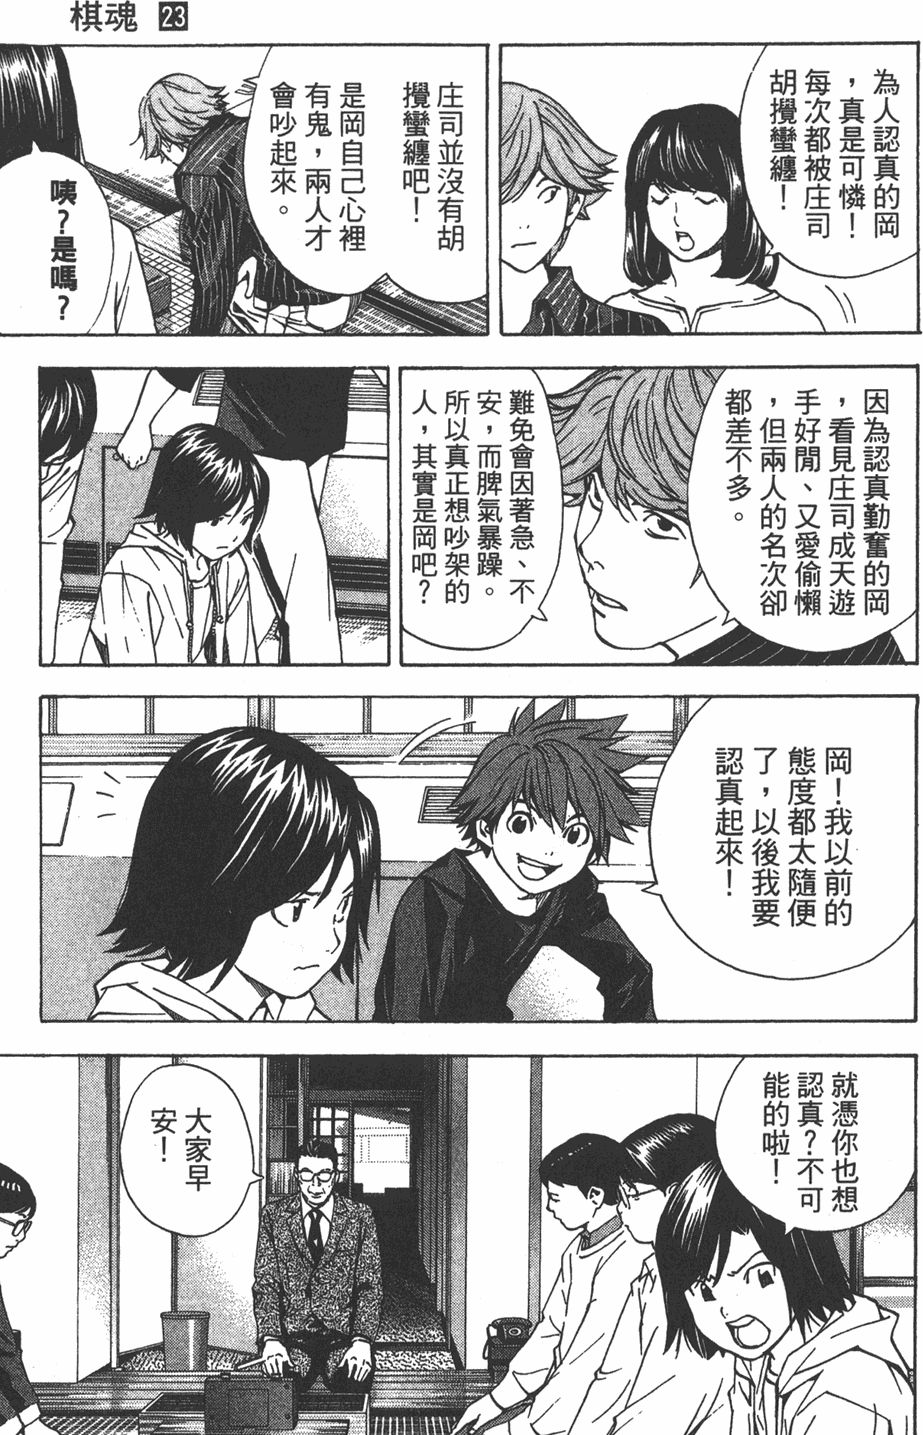 棋魂 23
為人認真的岡
，真是可憐！
每次都被庄司
胡攪蠻纏！
庄司並沒有胡
攪蠻纏吧！
是岡自己心裡
有鬼，兩人才
會吵起來。
咦？是嗎？
因為認真勤奮的岡
，看見庄司成天遊
手好閒、又愛偷懶
，但兩人的名次卻
都差不多。
難免會因著急、不
安，而脾氣暴躁。
所以真正想吵架的
人，其實是岡吧？
岡！我以前的
態度都太隨便
了，以後我要
認真起來！
就憑你也想
認真？不可
能的啦！
大家早
安！